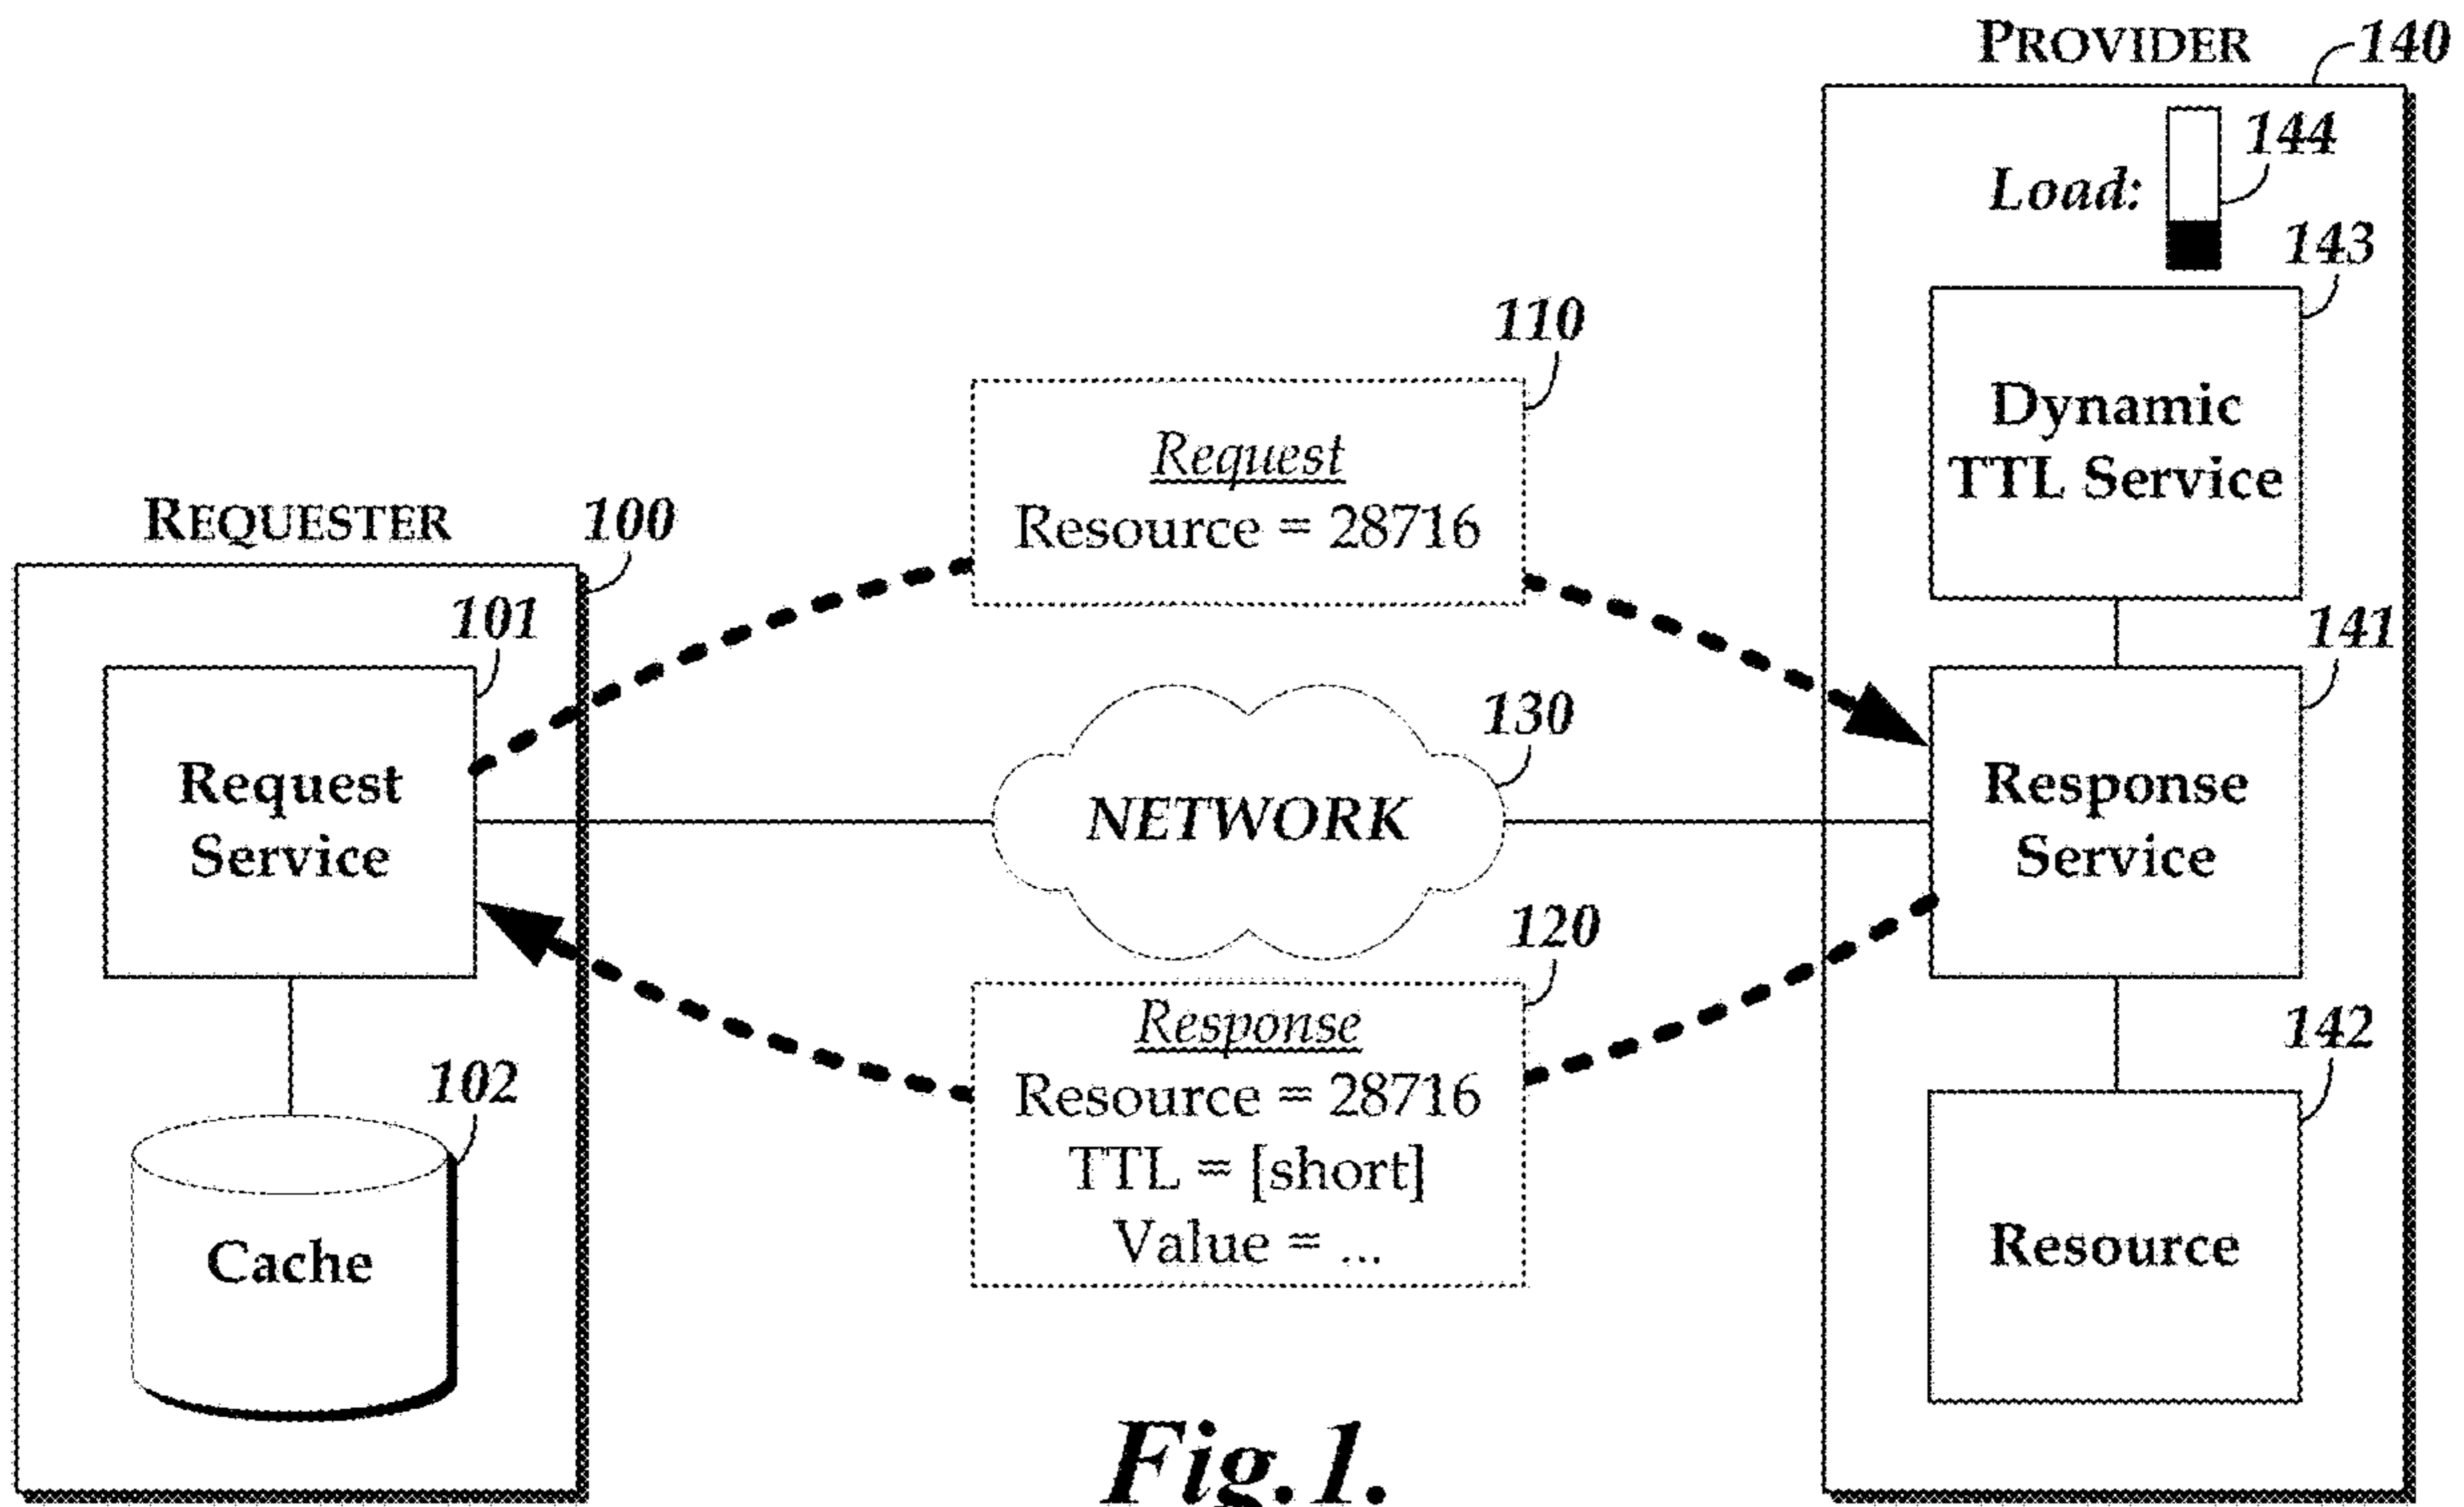 PROVIDER
140
144
Load:
143
Dynamic
TTL Service
110
Request
Resource = 28716
REQUESTER
100
101
141
Request
Service
130
NETWORK
Response
Service
120
Response
Resource = 28716
TTL = [short]
Value = ...
102
Cache
142
Resource
Fig.1.